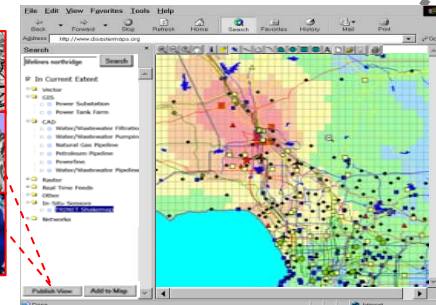 File Edit View Favorites Tools Help
Back Forward Stop Refresh Home Search Favorites History Mail Print
Address http://www.disastermaps.org
Search
lifelines northridge Search
In Current Extent
Vector
GIS
Power Substation
Power Tank Farm
CAD
Water/Wastewater Filtratio
Water/Wastewater Pumpin
Natural Gas Pipeline
Petroleum Pipeline
Powerline
Water/Wastewater Pipeline
Raster
Real Time Feeds
Other
In-Situ Sensors
Shakemap
Networks
Publish View Add to Map